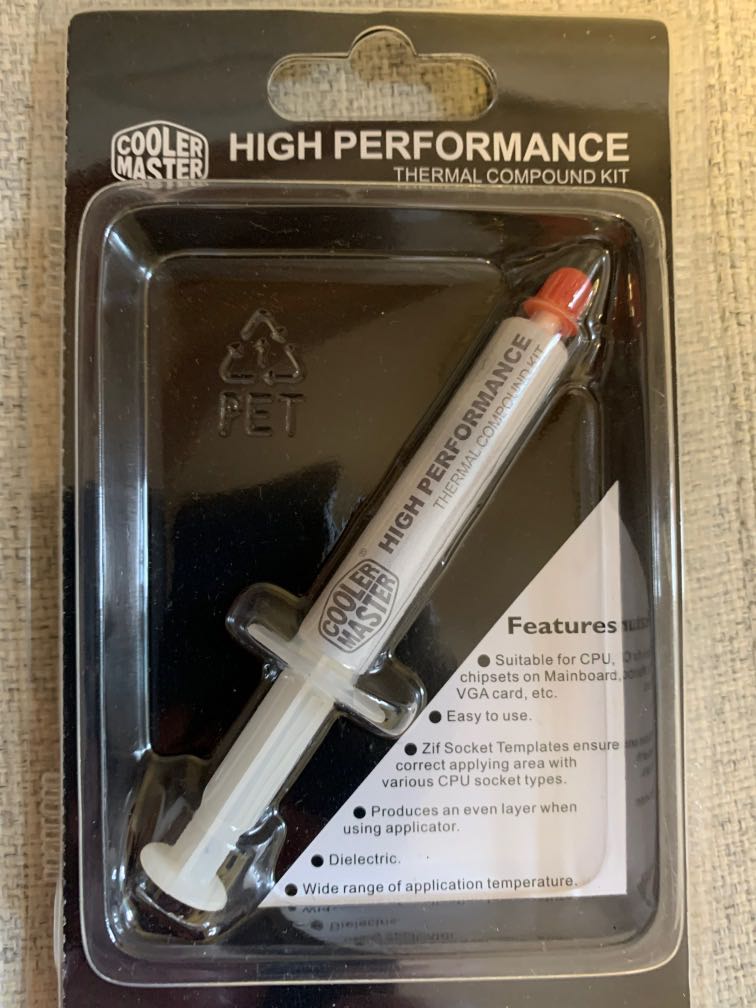 COOLER
MASTER
HIGH PERFORMANCE
THERMAL COMPOUND KIT
PET
COOLER
MASTER
®
HIGH PERFORMANCE
THERMAL COMPOUND KIT
Features
● Suitable for CPU,
chipsets on Mainboard,
VGA card, etc.
● Easy to use.
● Zif Socket Templates ensure
correct applying area with
various CPU socket types.
● Produces an even layer when
using applicator.
● Dielectric.
● Wide range of application temperature.